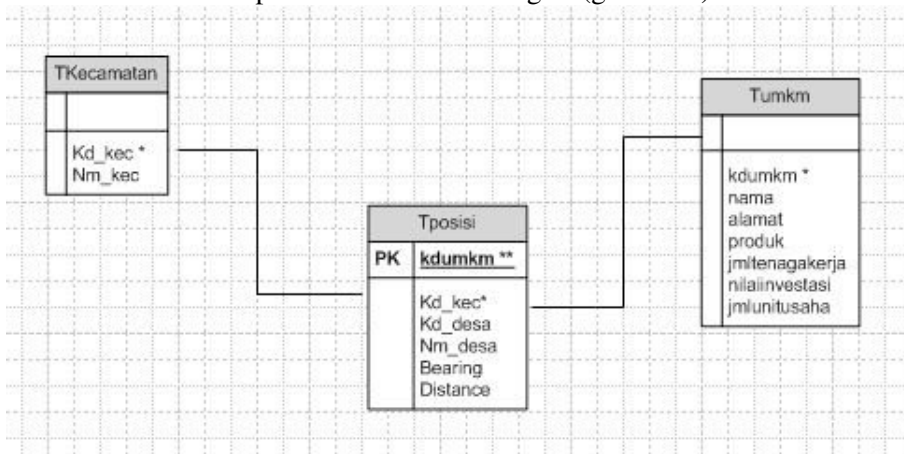 TKecamatan
Kd_kec *
Nm_kec
Tposisi
PK kdumkm **
Kd_kec*
Kd_desa
Nm_desa
Bearing
Distance
Tumkm
kdumkm *
nama
alamat
produk
jmltenagakerja
nilaiinvestasi
jmlunitusaha